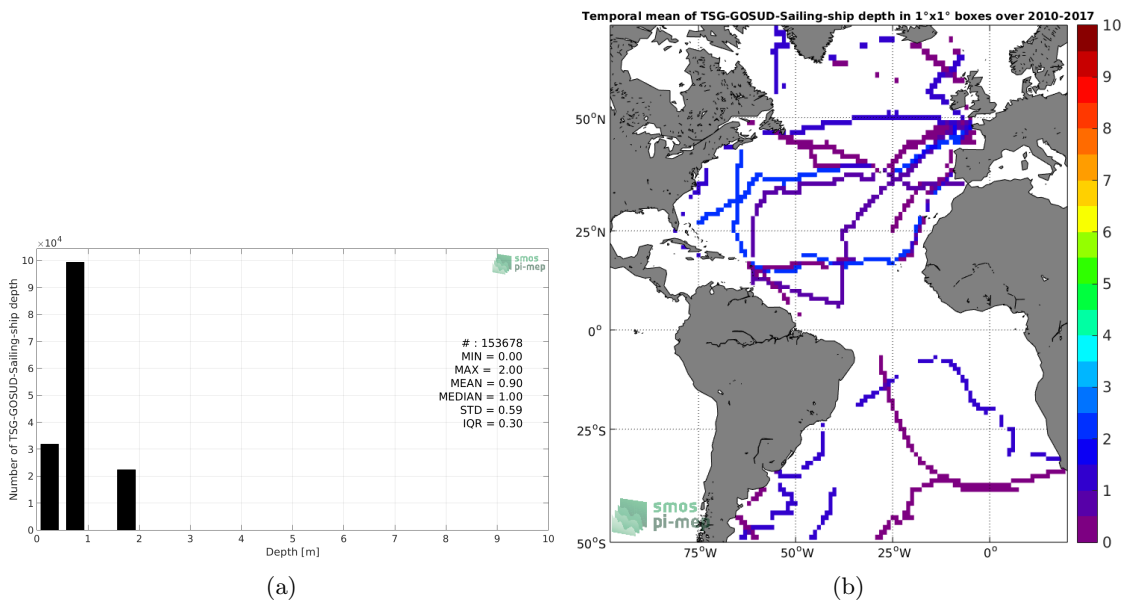 Temporal mean of TSG-GOSUD-Sailing-ship depth in 1°x1° boxes over 2010-2017
×10⁴
10
9
8
7
6
5
4
3
2
1
0
Number of TSG-GOSUD-Sailing-ship depth
smos
pi-mep
# : 153678
MIN = 0.00
MAX = 2.00
MEAN = 0.90
MEDIAN = 1.00
STD = 0.59
IQR = 0.30
0 1 2 3 4 5 6 7 8 9 10
Depth [m]
(a)
50°N
25°N
0°
25°S
50°S
75°W 50°W 25°W 0°
smos
pi-mep
10
9
8
7
6
5
4
3
2
1
0
(b)